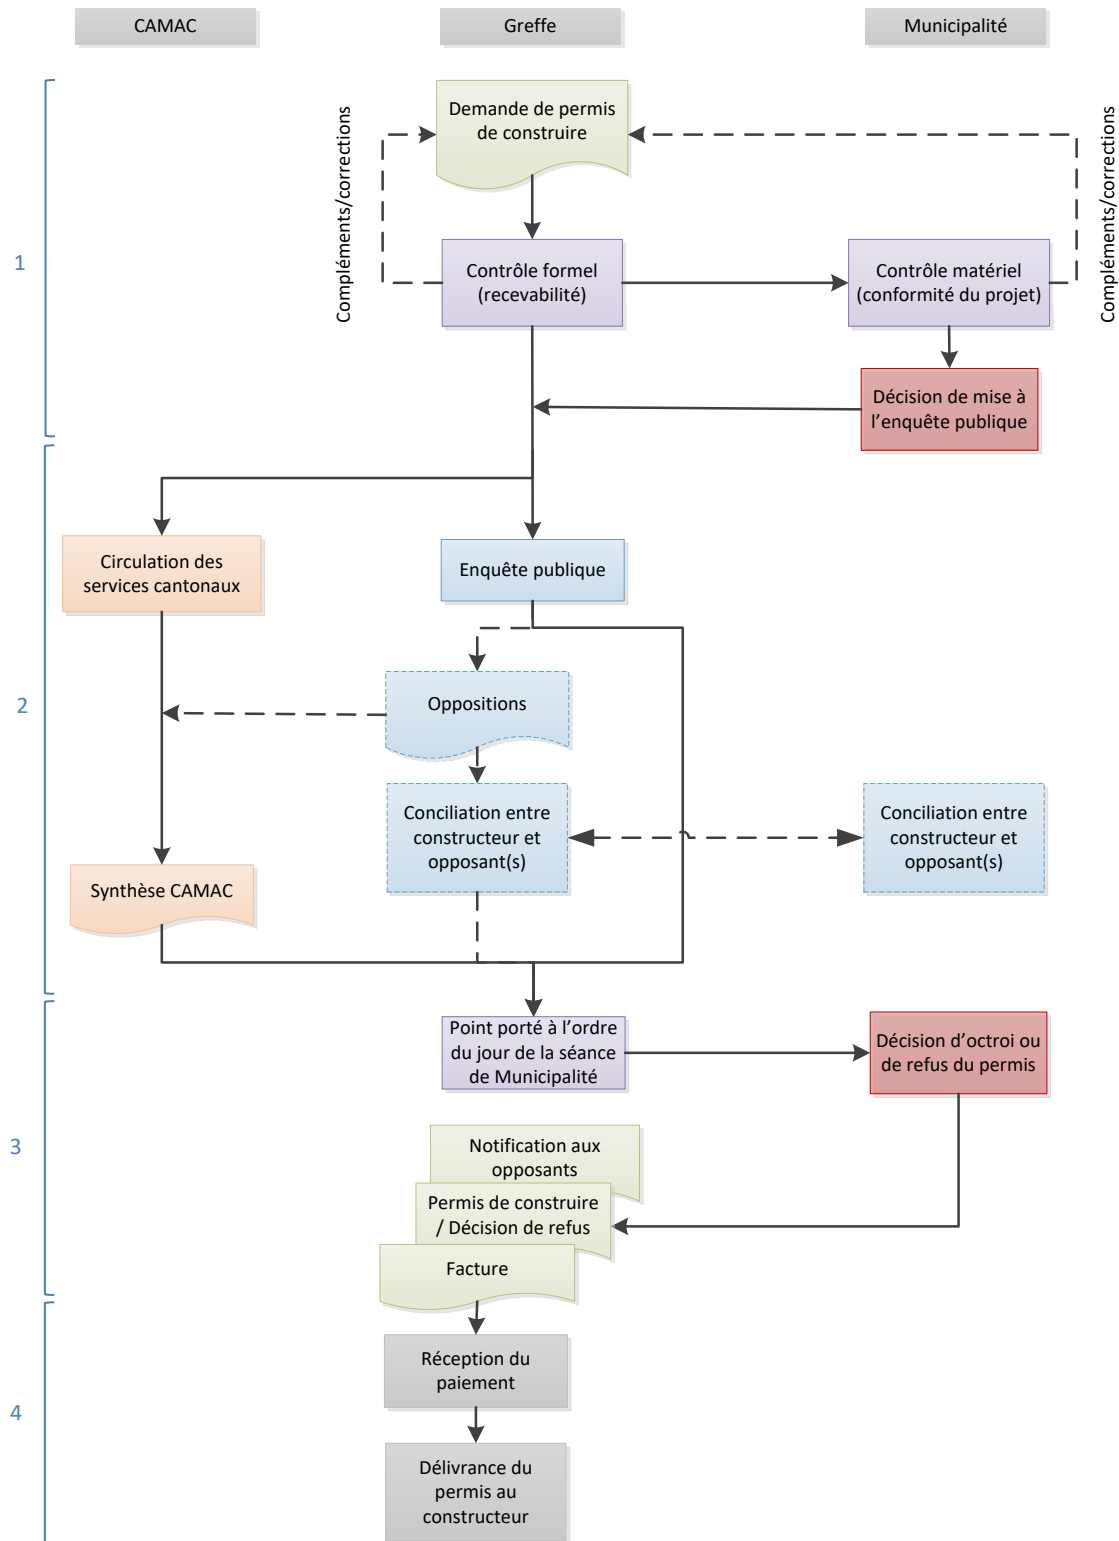 CAMAC
Greffe
Municipalité
Demande de permis
de construire
Compléments/corrections
Compléments/corrections
1
Contrôle formel
(recevabilité)
Contrôle matériel
(conformité du projet)
Décision de mise à
l’enquête publique
2
Circulation des
services cantonaux
Enquête publique
Oppositions
Conciliation entre
constructeur et
opposant(s)
Conciliation entre
constructeur et
opposant(s)
Synthèse CAMAC
3
Point porté à l’ordre
du jour de la séance
de Municipalité
Décision d’octroi ou
de refus du permis
Notification aux
opposants
Permis de construire
/ Décision de refus
Facture
4
Réception du
paiement
Délivrance du
permis au
constructeur